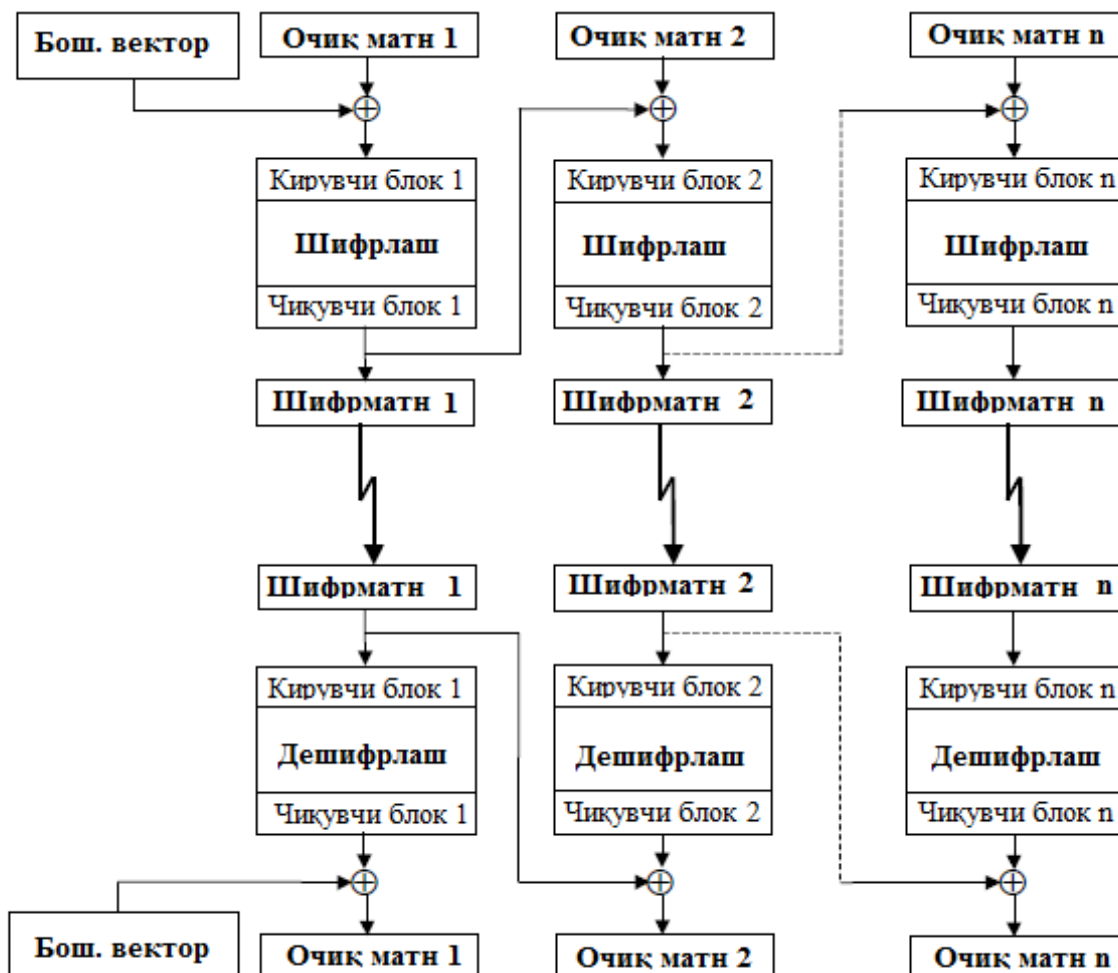 Бош. вектор
Очиқ матн 1
Очиқ матн 2
Очиқ матн n
Кирувчи блок 1
Кирувчи блок 2
Кирувчи блок n
Шифрлаш
Шифрлаш
Шифрлаш
Чиқувчи блок 1
Чиқувчи блок 2
Чиқувчи блок n
Шифрматн 1
Шифрматн 2
Шифрматн n
Шифрматн 1
Шифрматн 2
Шифрматн n
Кирувчи блок 1
Кирувчи блок 2
Кирувчи блок n
Дешифрлаш
Дешифрлаш
Дешифрлаш
Чиқувчи блок 1
Чиқувчи блок 2
Чиқувчи блок n
Бош. вектор
Очиқ матн 1
Очиқ матн 2
Очиқ матн n